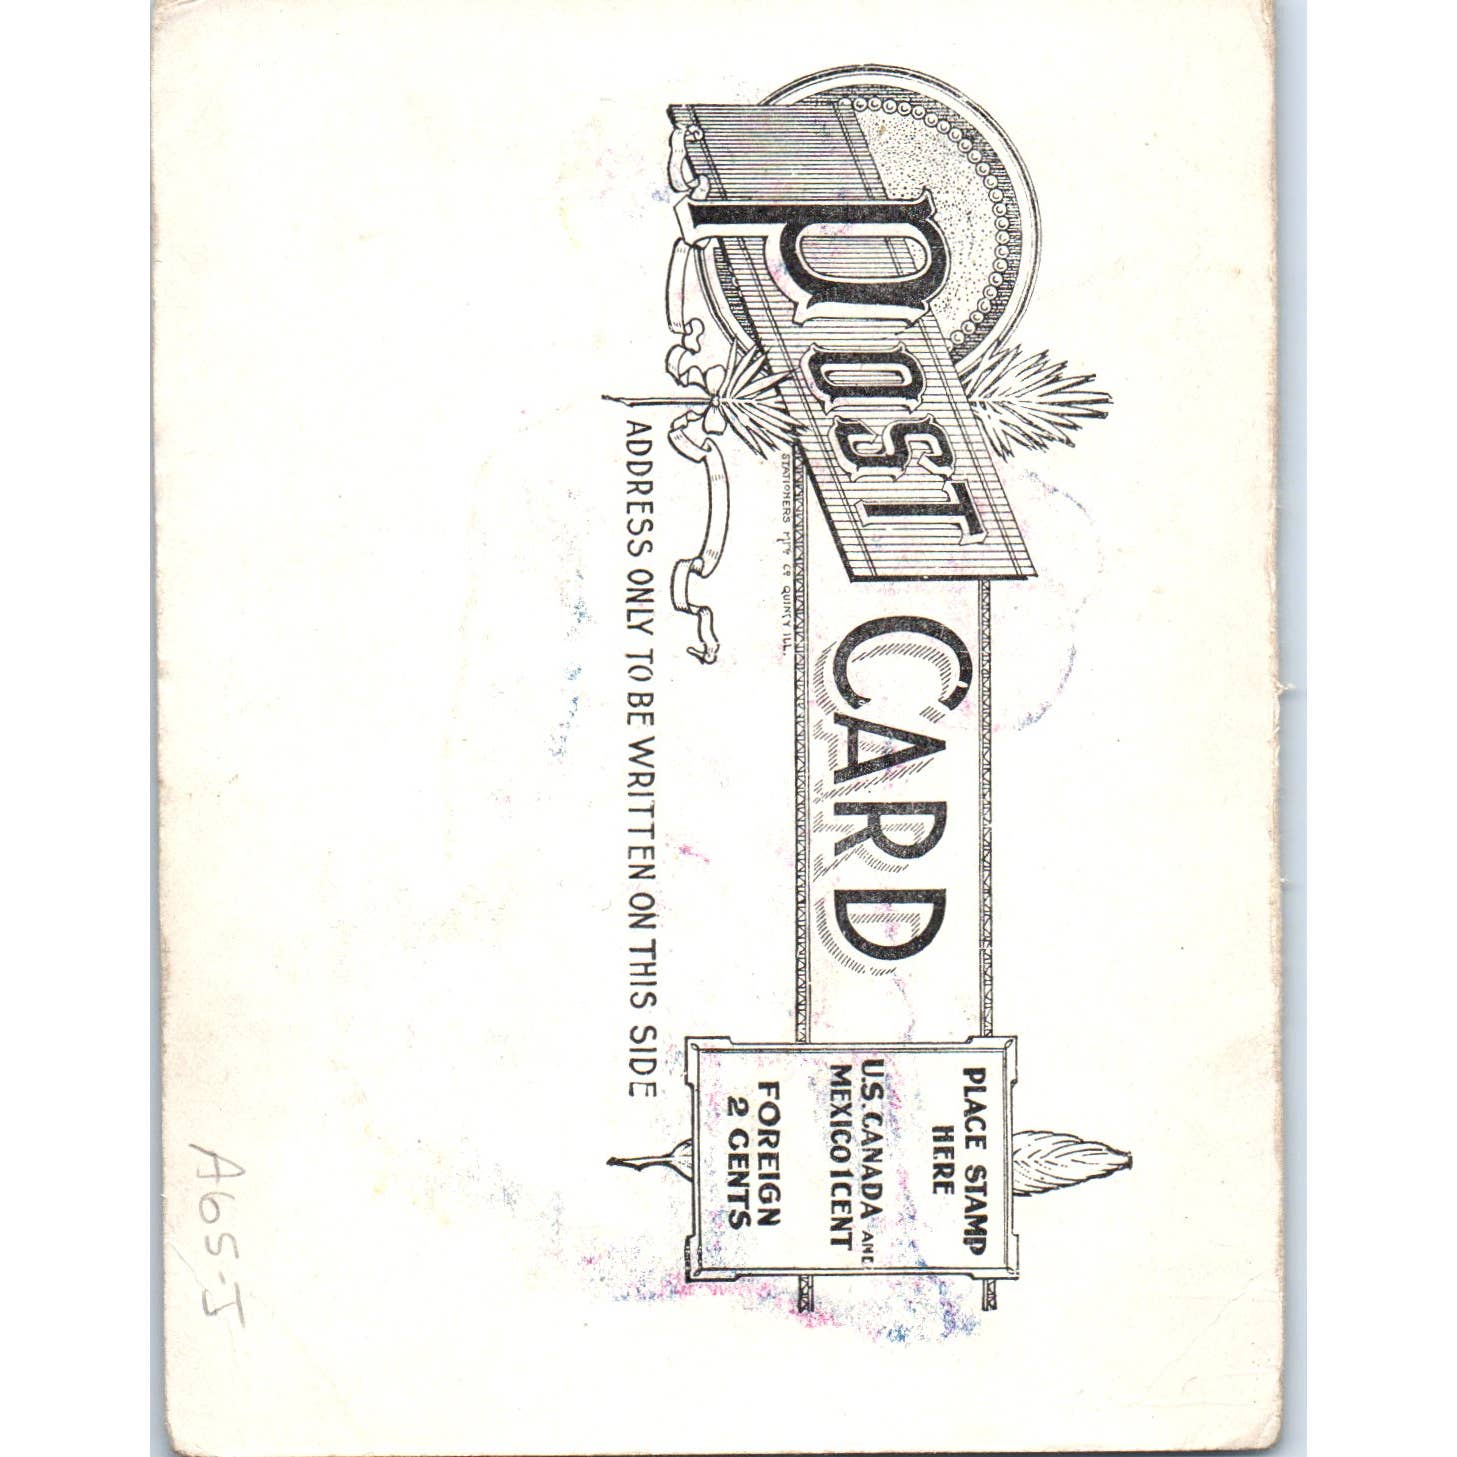 Post CARD
STATIONERS M'F'G Co QUINCY ILL.
ADDRESS ONLY TO BE WRITTEN ON THIS SIDE
PLACE STAMP
HERE
U.S. CANADA AND
MEXICO 1 CENT
FOREIGN
2 CENTS
A65-J